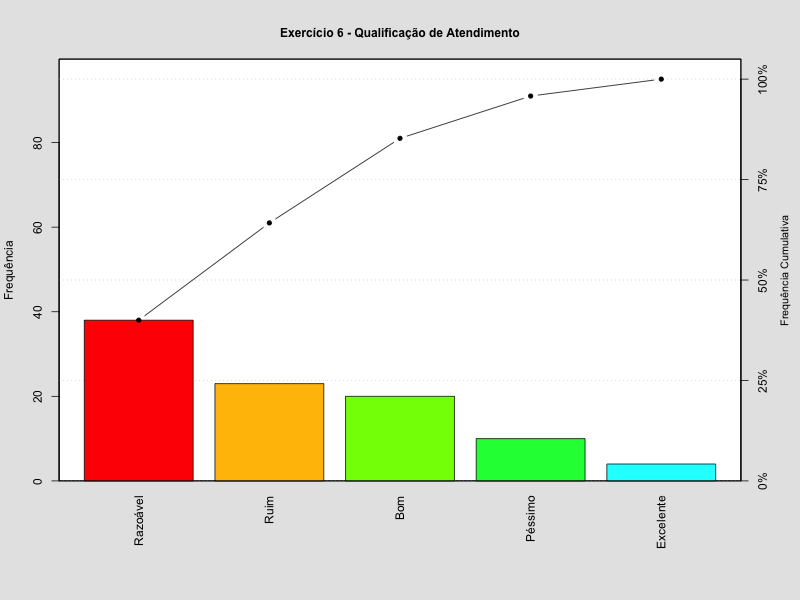 Exercício 6 - Qualificação de Atendimento
Frequência
0
20
40
60
80
Frequência Cumulativa
0%
25%
50%
75%
100%
Razoável
Ruim
Bom
Péssimo
Excelente